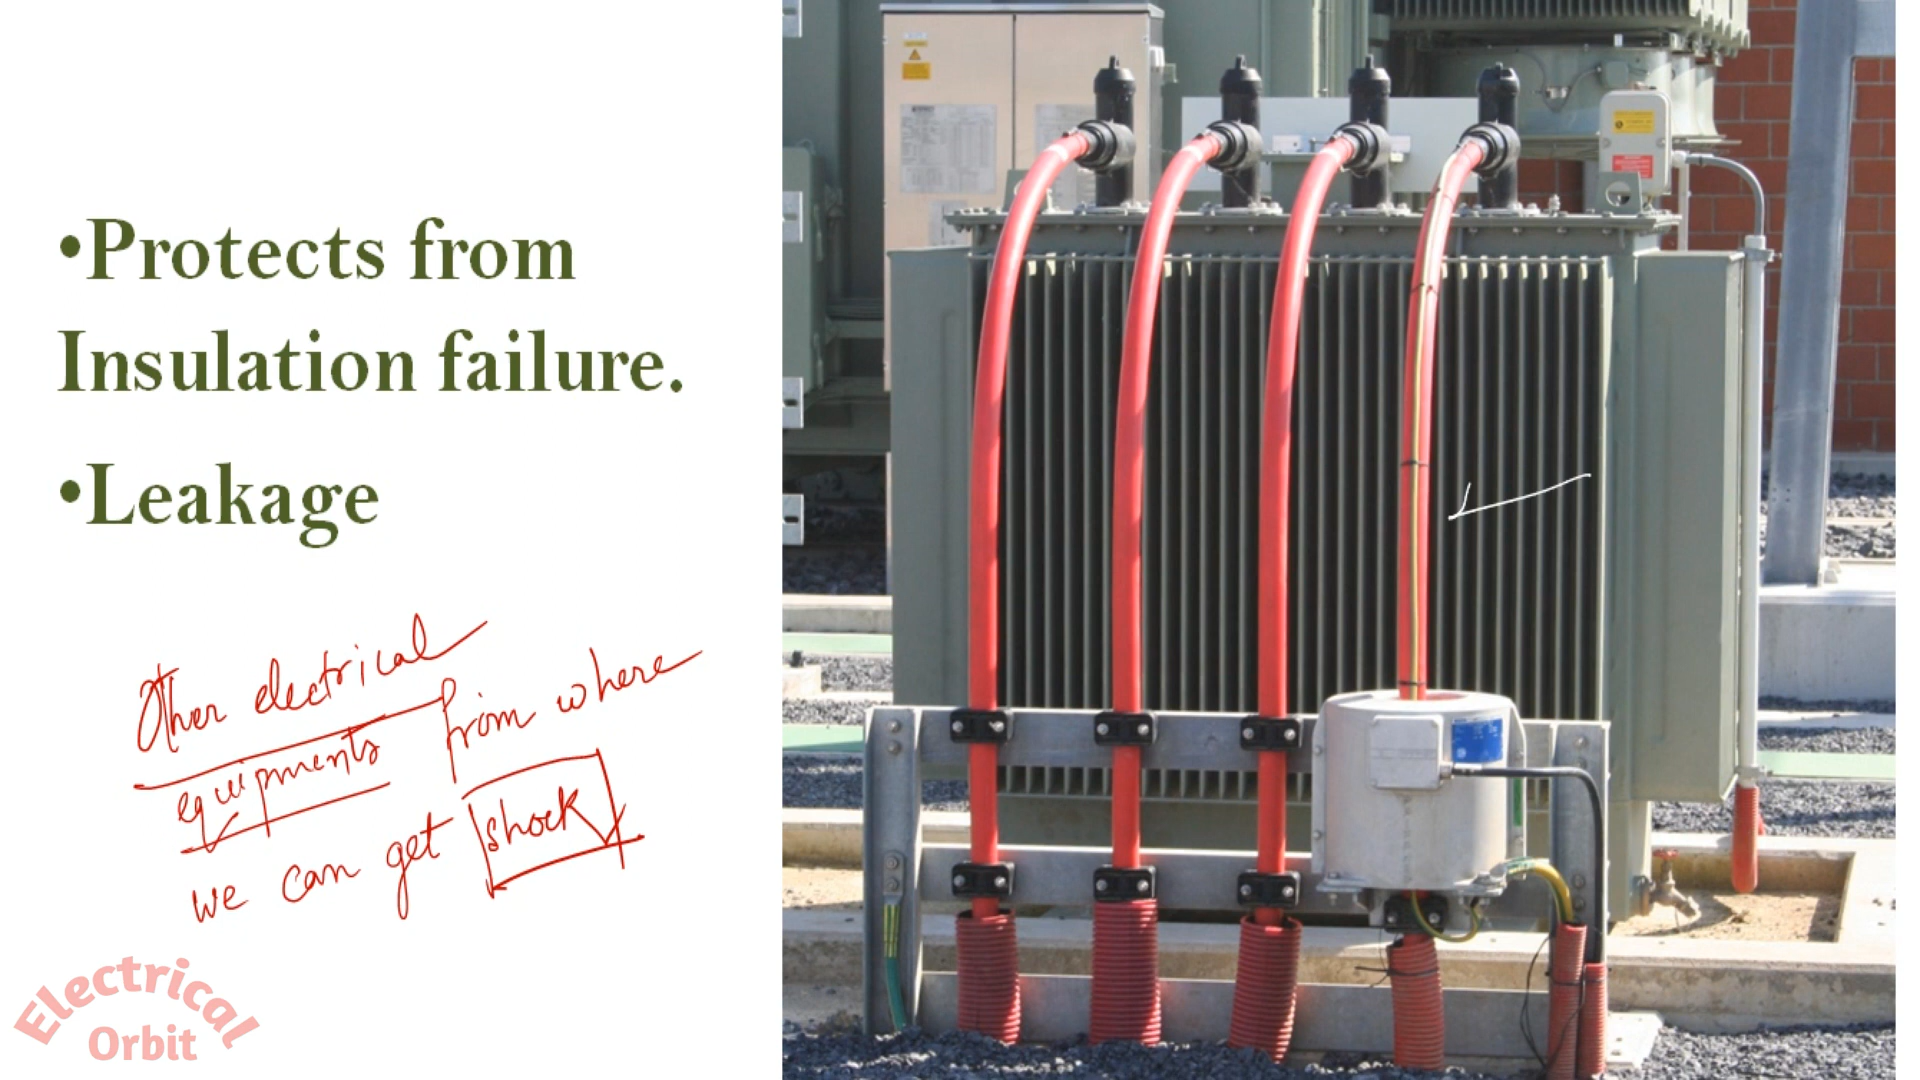 •Protects from
Insulation failure.
•Leakage
Other electrical
equipments from where
we can get shock
Electrical
Orbit